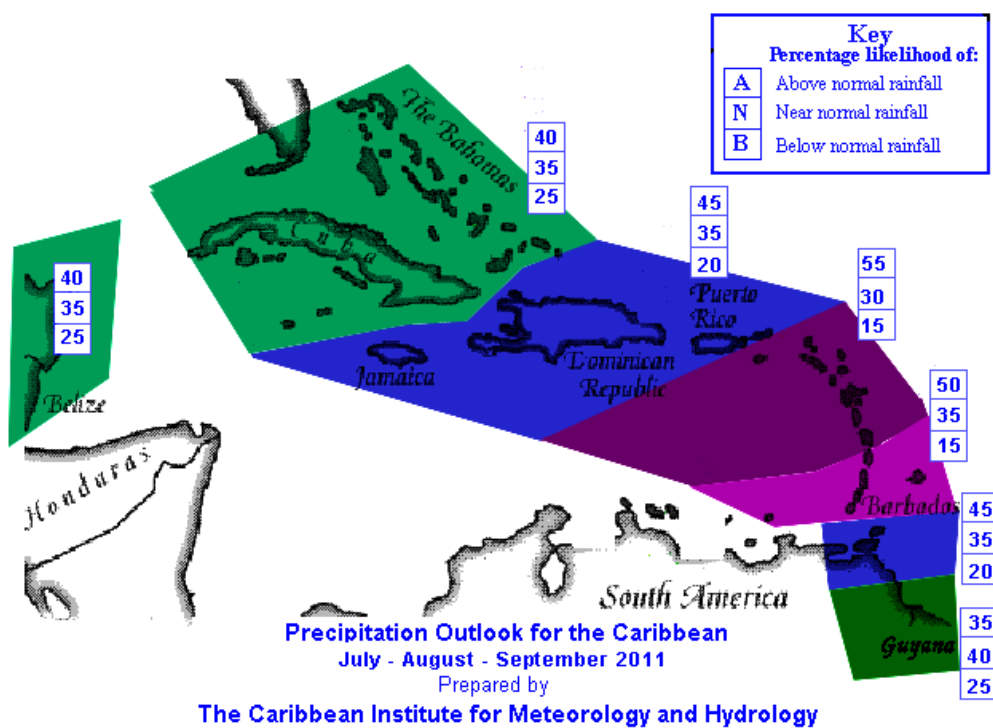 Key
Percentage likelihood of:
A Above normal rainfall
N Near normal rainfall
B Below normal rainfall
The Bahamas
40
35
25
Cuba
45
35
20
Puerto
Rico
55
30
15
40
35
25
Belize
Jamaica
Dominican
Republic
50
35
15
Hondaras
Barbados
45
35
20
South America
Guyana
35
40
25
Precipitation Outlook for the Caribbean
July - August - September 2011
Prepared by
The Caribbean Institute for Meteorology and Hydrology